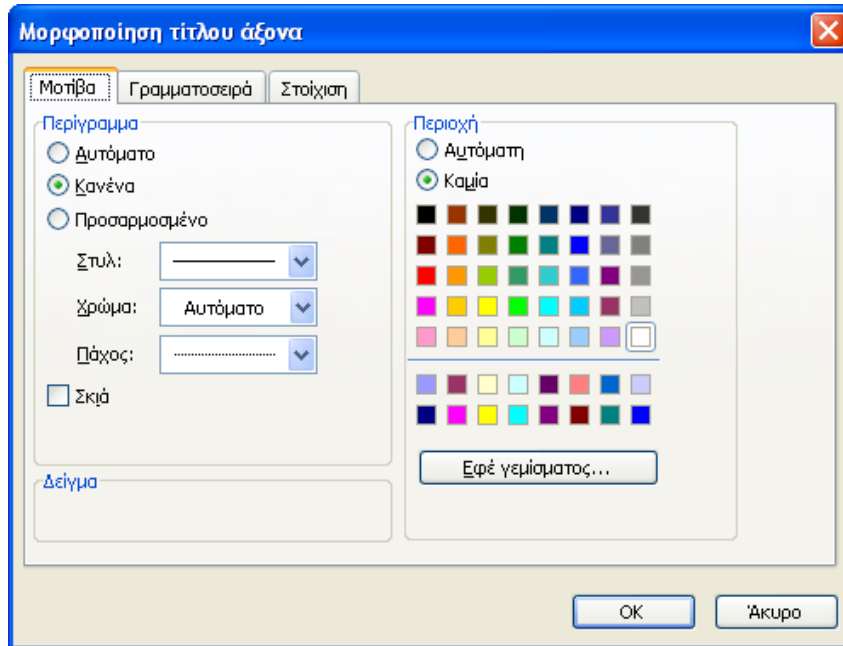 Μορφοποίηση τίτλου άξονα
Μοτίβα Γραμματοσειρά Στοίχιση
Περίγραμμα
Αυτόματο
Κανένα
Προσαρμοσμένο
Στυλ:
Χρώμα: Αυτόματο
Πάχος:
Σκιά
Δείγμα
Περιοχή
Αυτόματη
Καμία
Εφέ γεμίσματος...
OK Άκυρο